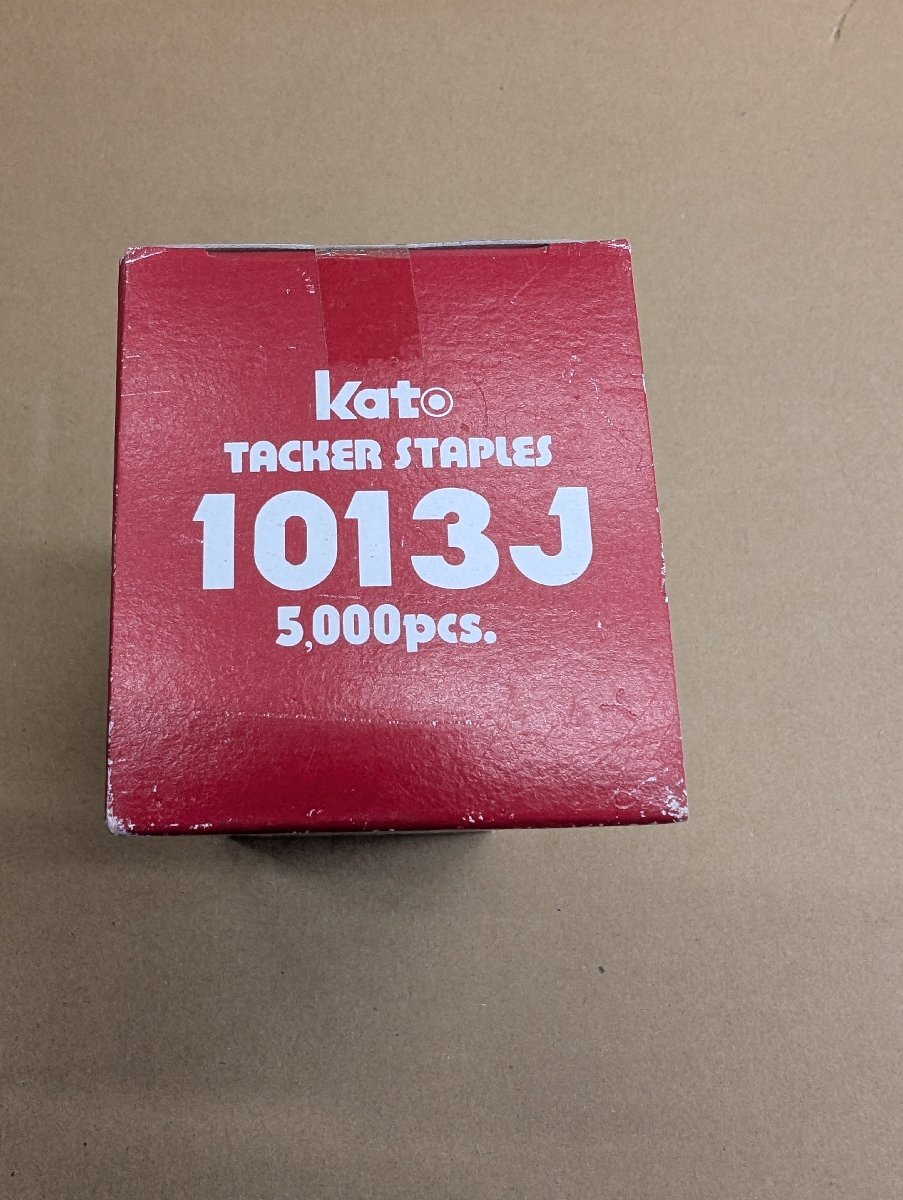 Kato
TACKER STAPLES
1013J
5,000pcs.